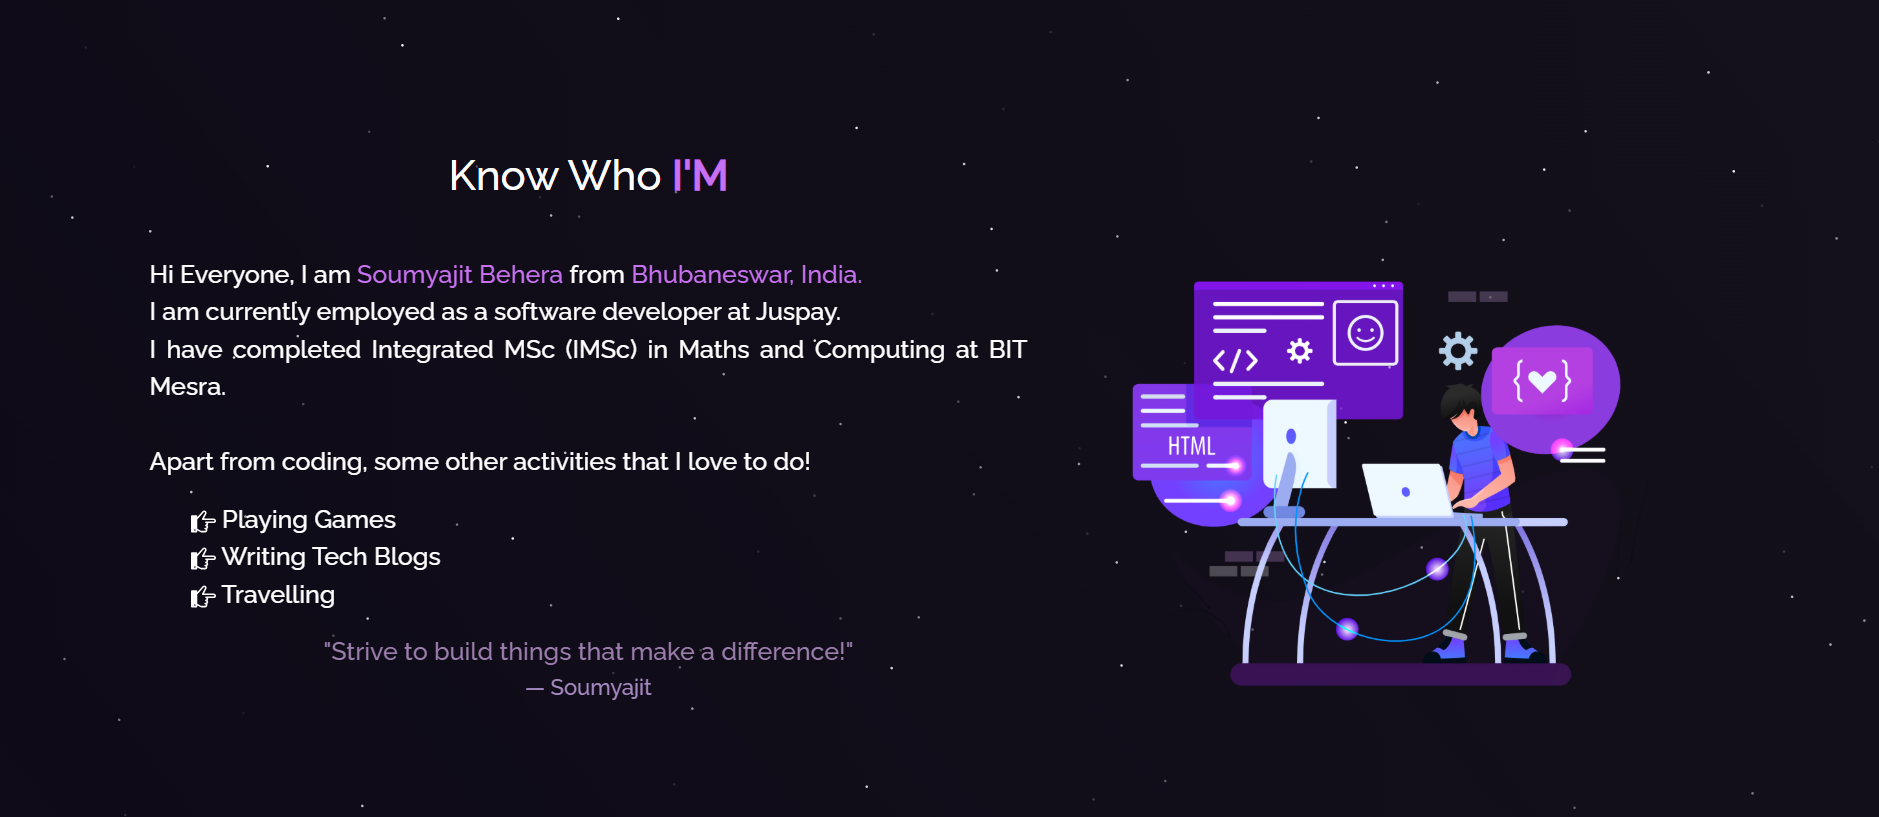 Know Who I'M
Hi Everyone, I am Soumyajit Behera from Bhubaneswar, India.
I am currently employed as a software developer at Juspay.
I have completed Integrated MSc (IMSc) in Maths and Computing at BIT
Mesra.
Apart from coding, some other activities that I love to do!
Playing Games
Writing Tech Blogs
Travelling
"Strive to build things that make a difference!"
— Soumyajit
</>
HTML
{ }